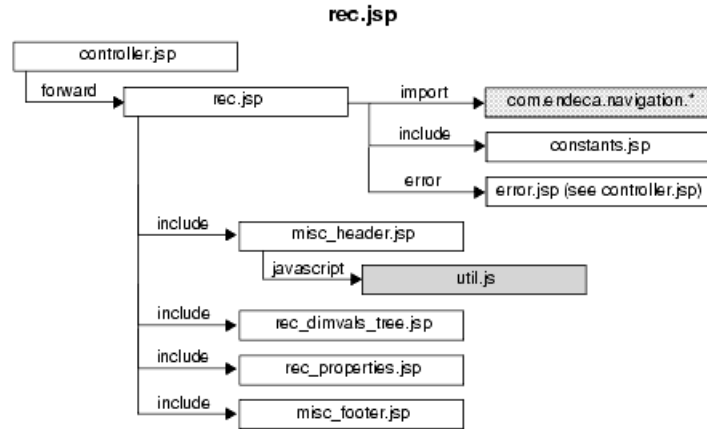 rec.jsp
controller.jsp
forward
rec.jsp
import
com.endeca.navigation.*
include
constants.jsp
error
error.jsp (see controller.jsp)
include
misc_header.jsp
javascript
util.js
include
rec_dimvals_tree.jsp
include
rec_properties.jsp
include
misc_footer.jsp